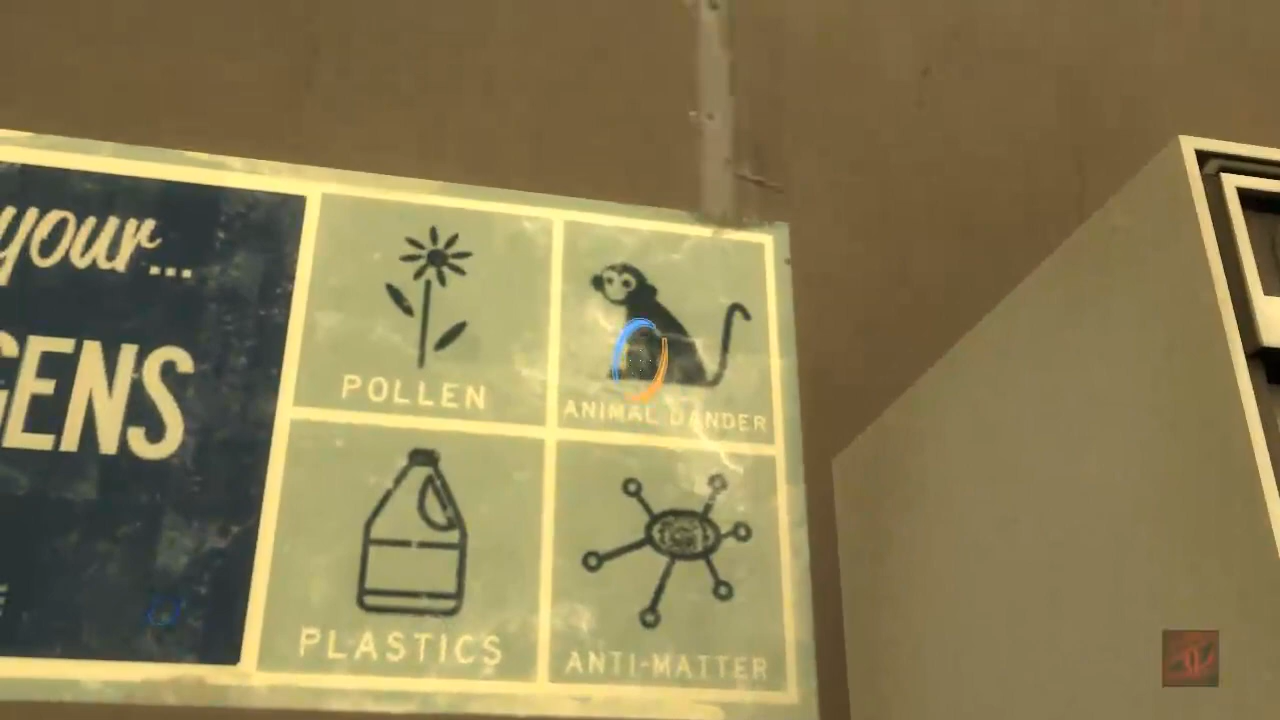 your...
GENS
POLLEN
ANIMAL DANDER
PLASTICS
ANTI-MATTER